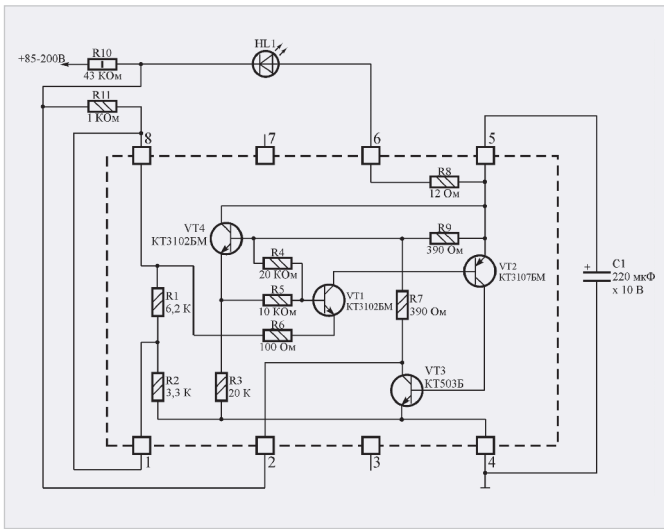 HL1
+85-200В
R10
43 КОм
R11
1 КОм
8
7
6
5
R8
12 Ом
VT4
КТ3102БМ
R9
390 Ом
R4
20 КОм
VT2
КТ3107БМ
C1
+
220 мкФ
х 10 В
R5
10 КОм
VT1
КТ3102БМ
R1
6,2 К
R7
390 Ом
R6
100 Ом
VT3
КТ503Б
R2
3,3 К
R3
20 К
1
2
3
4